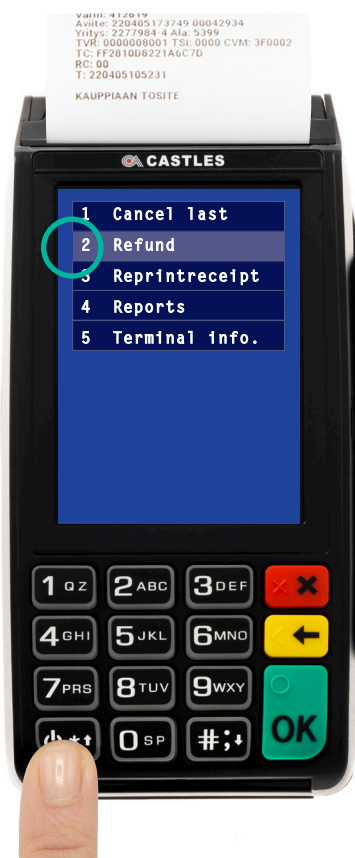 Varm: 412819
Aviite: 220405173749 00042934
Yritys: 2277984-4 Ala: 5399
TVR: 0000008001 TSI: 0000 CVM: 3F0002
TC: FF2810D8221A6C7D
RC: 00
T: 220405105231
KAUPPIAAN TOSITE
CASTLES
1 Cancel last
2 Refund
3 Reprintreceipt
4 Reports
5 Terminal info.
1 QZ 2 ABC 3 DEF
4 GHI 5 JKL 6 MNO
7 PRS 8 TUV 9 WXY
* 0 SP #;
OK